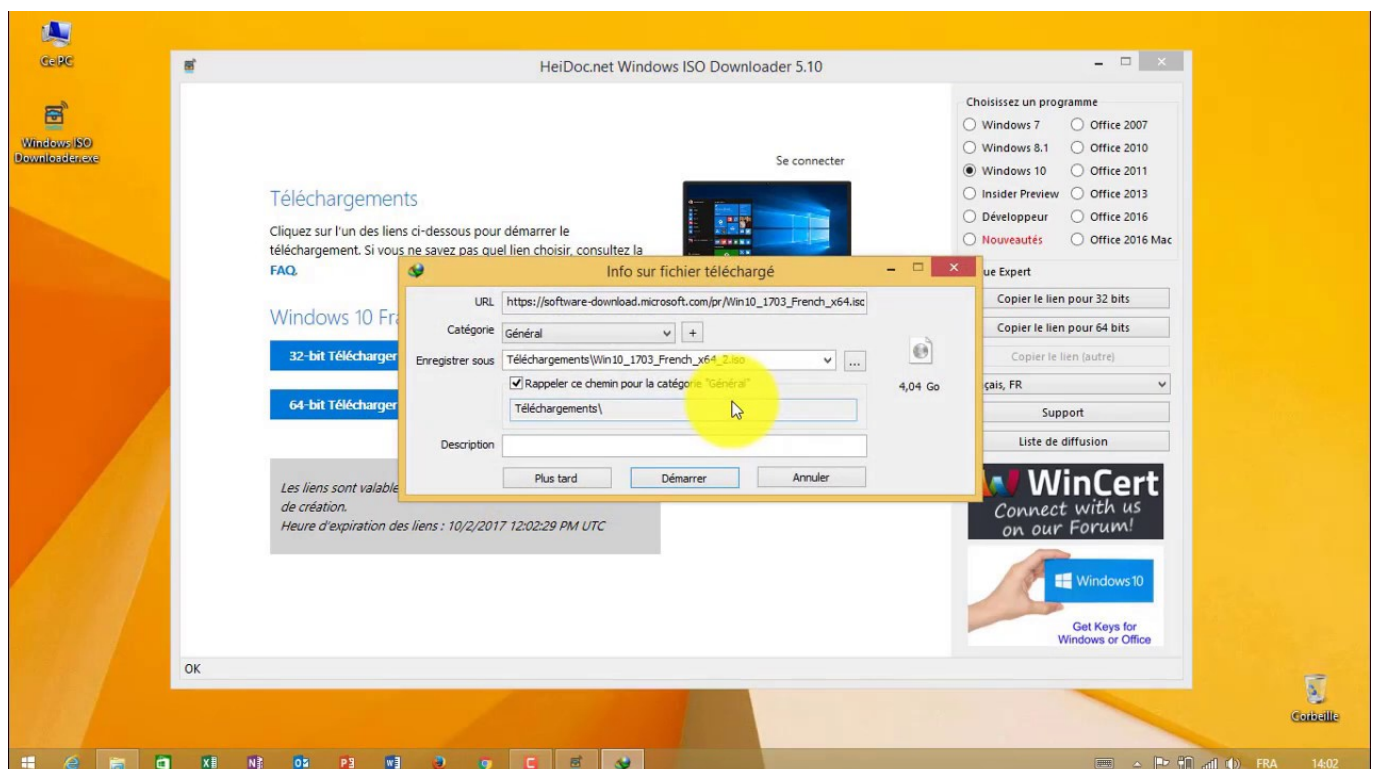 Ce PC
Windows ISO
Downloader.exe
HeiDoc.net Windows ISO Downloader 5.10
Se connecter
Téléchargements
Cliquez sur l'un des liens ci-dessous pour démarrer le
téléchargement. Si vous ne savez pas quel lien choisir, consultez la
FAQ.
Windows 10 Fra
32-bit Télécharger
64-bit Télécharger
Les liens sont valable
de création.
Heure d'expiration des liens : 10/2/2017 12:02:29 PM UTC
OK
Info sur fichier téléchargé
URL https://software-download.microsoft.com/pr/Win10_1703_French_x64.isc
Catégorie Général +
Enregistrer sous Téléchargements\Win10_1703_French_x64_2.iso ...
Rappeler ce chemin pour la catégorie "Général"
Téléchargements\
4,04 Go
Description
Plus tard Démarrer Annuler
Choisissez un programme
Windows 7 Office 2007
Windows 8.1 Office 2010
Windows 10 Office 2011
Insider Preview Office 2013
Développeur Office 2016
Nouveautés Office 2016 Mac
ue Expert
Copier le lien pour 32 bits
Copier le lien pour 64 bits
Copier le lien (autre)
çais, FR
Support
Liste de diffusion
WinCert
Connect with us
on our Forum!
Windows 10
Get Keys for
Windows or Office
Corbeille
FRA 14:02